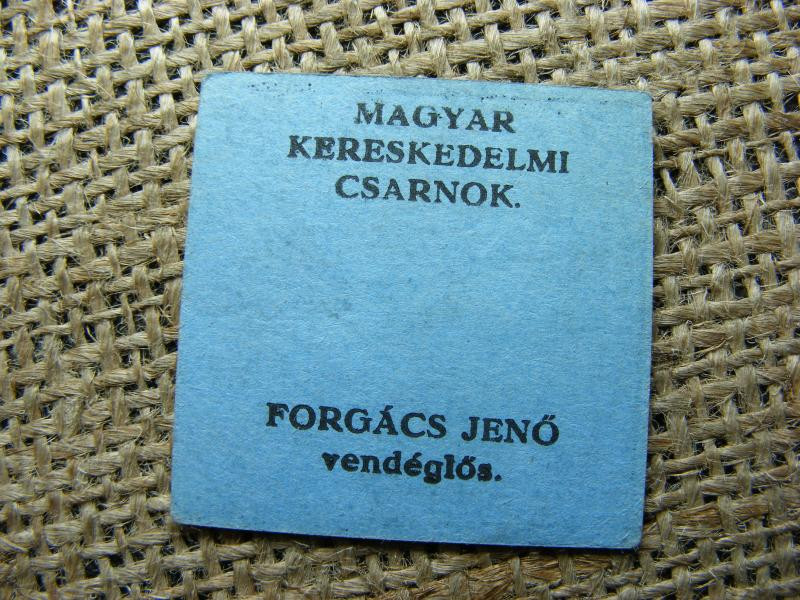 MAGYAR
KERESKEDELMI
CSARNOK.
FORGÁCS JENŐ
vendéglős.